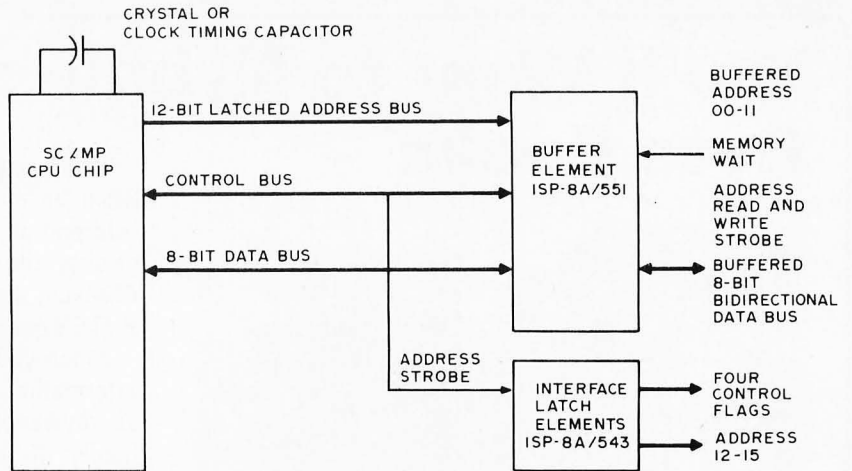 CRYSTAL OR
CLOCK TIMING CAPACITOR
SC/MP
CPU CHIP
12-BIT LATCHED ADDRESS BUS
CONTROL BUS
8-BIT DATA BUS
ADDRESS
STROBE
BUFFER
ELEMENT
ISP-8A/551
INTERFACE
LATCH
ELEMENTS
ISP-8A/543
BUFFERED
ADDRESS
00-11
MEMORY
WAIT
ADDRESS
READ AND
WRITE
STROBE
BUFFERED
8-BIT
BIDIRECTIONAL
DATA BUS
FOUR
CONTROL
FLAGS
ADDRESS
12-15